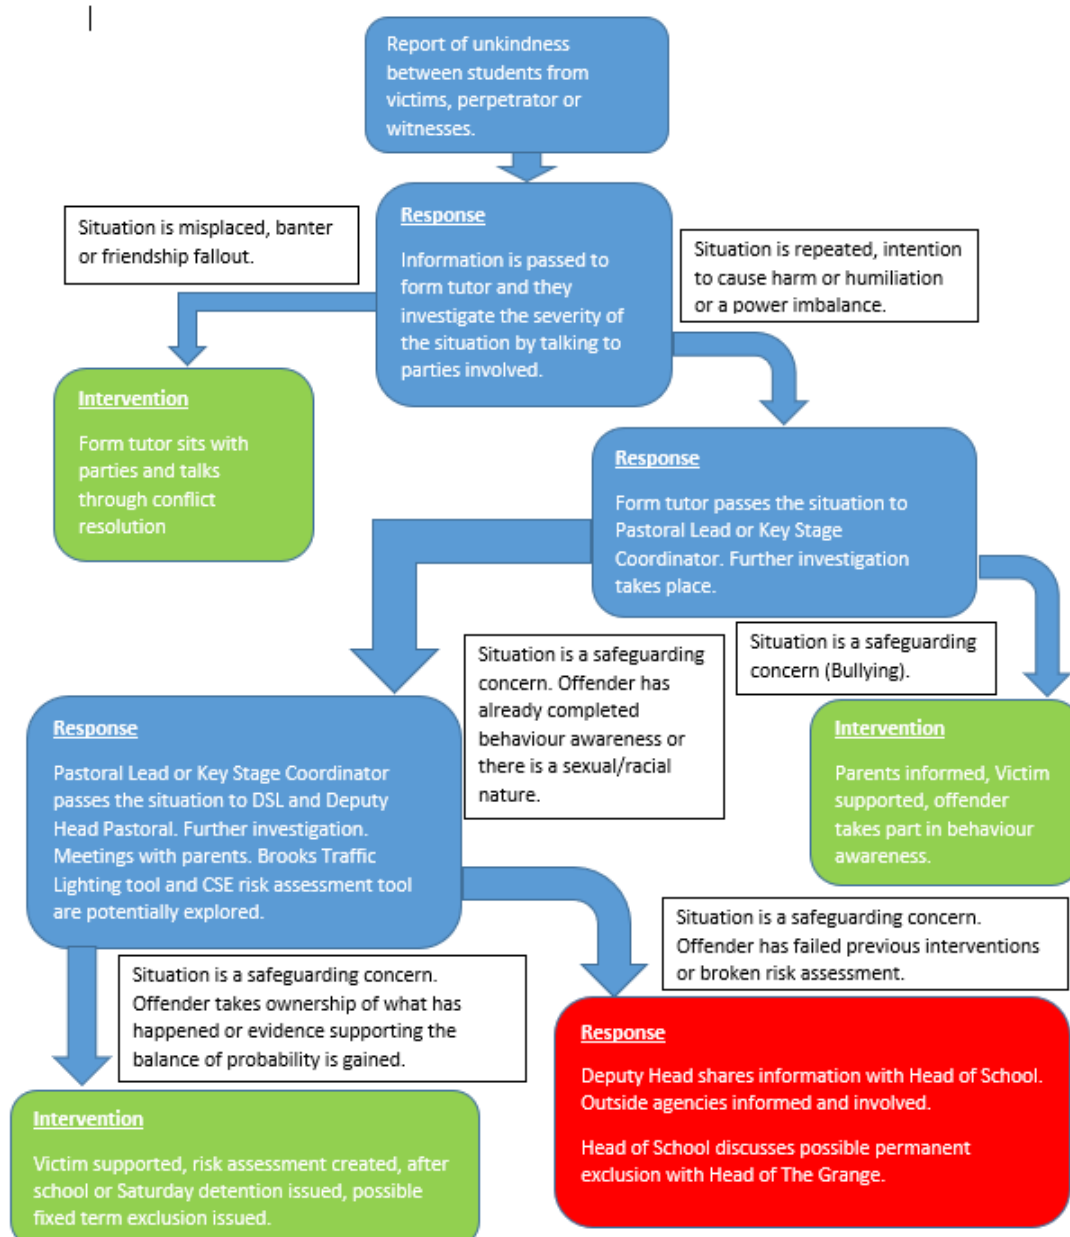 Report of unkindness
between students from
victims, perpetrator or
witnesses.
Response
Information is passed to
form tutor and they
investigate the severity of
the situation by talking to
parties involved.
Situation is misplaced, banter
or friendship fallout.
Situation is repeated, intention
to cause harm or humiliation
or a power imbalance.
Intervention
Form tutor sits with
parties and talks
through conflict
resolution
Response
Form tutor passes the situation to
Pastoral Lead or Key Stage
Coordinator. Further investigation
takes place.
Situation is a safeguarding
concern. Offender has
already completed
behaviour awareness or
there is a sexual/racial
nature.
Situation is a safeguarding
concern (Bullying).
Intervention
Parents informed, Victim
supported, offender
takes part in behaviour
awareness.
Response
Pastoral Lead or Key Stage Coordinator
passes the situation to DSL and Deputy
Head Pastoral. Further investigation.
Meetings with parents. Brooks Traffic
Lighting tool and CSE risk assessment tool
are potentially explored.
Situation is a safeguarding concern.
Offender has failed previous interventions
or broken risk assessment.
Situation is a safeguarding concern.
Offender takes ownership of what has
happened or evidence supporting the
balance of probability is gained.
Response
Deputy Head shares information with Head of School.
Outside agencies informed and involved.
Head of School discusses possible permanent
exclusion with Head of The Grange.
Intervention
Victim supported, risk assessment created, after
school or Saturday detention issued, possible
fixed term exclusion issued.